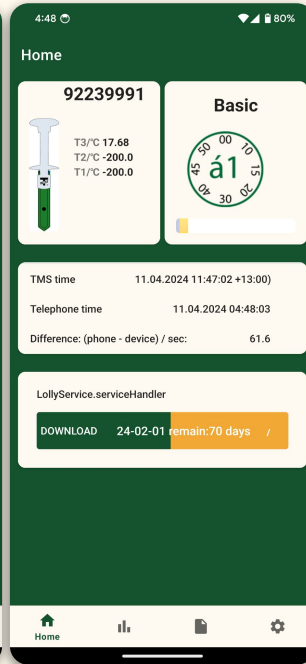 4:48 80%
Home
92239991
T3/°C 17.68
T2/°C -200.0
T1/°C -200.0
Basic
00
10
15
20
30
40
45
50
á1
TMS time 11.04.2024 11:47:02 +13:00)
Telephone time 11.04.2024 04:48:03
Difference: (phone - device) / sec: 61.6
LollyService.serviceHandler
DOWNLOAD 24-02-01 remain:70 days /
Home